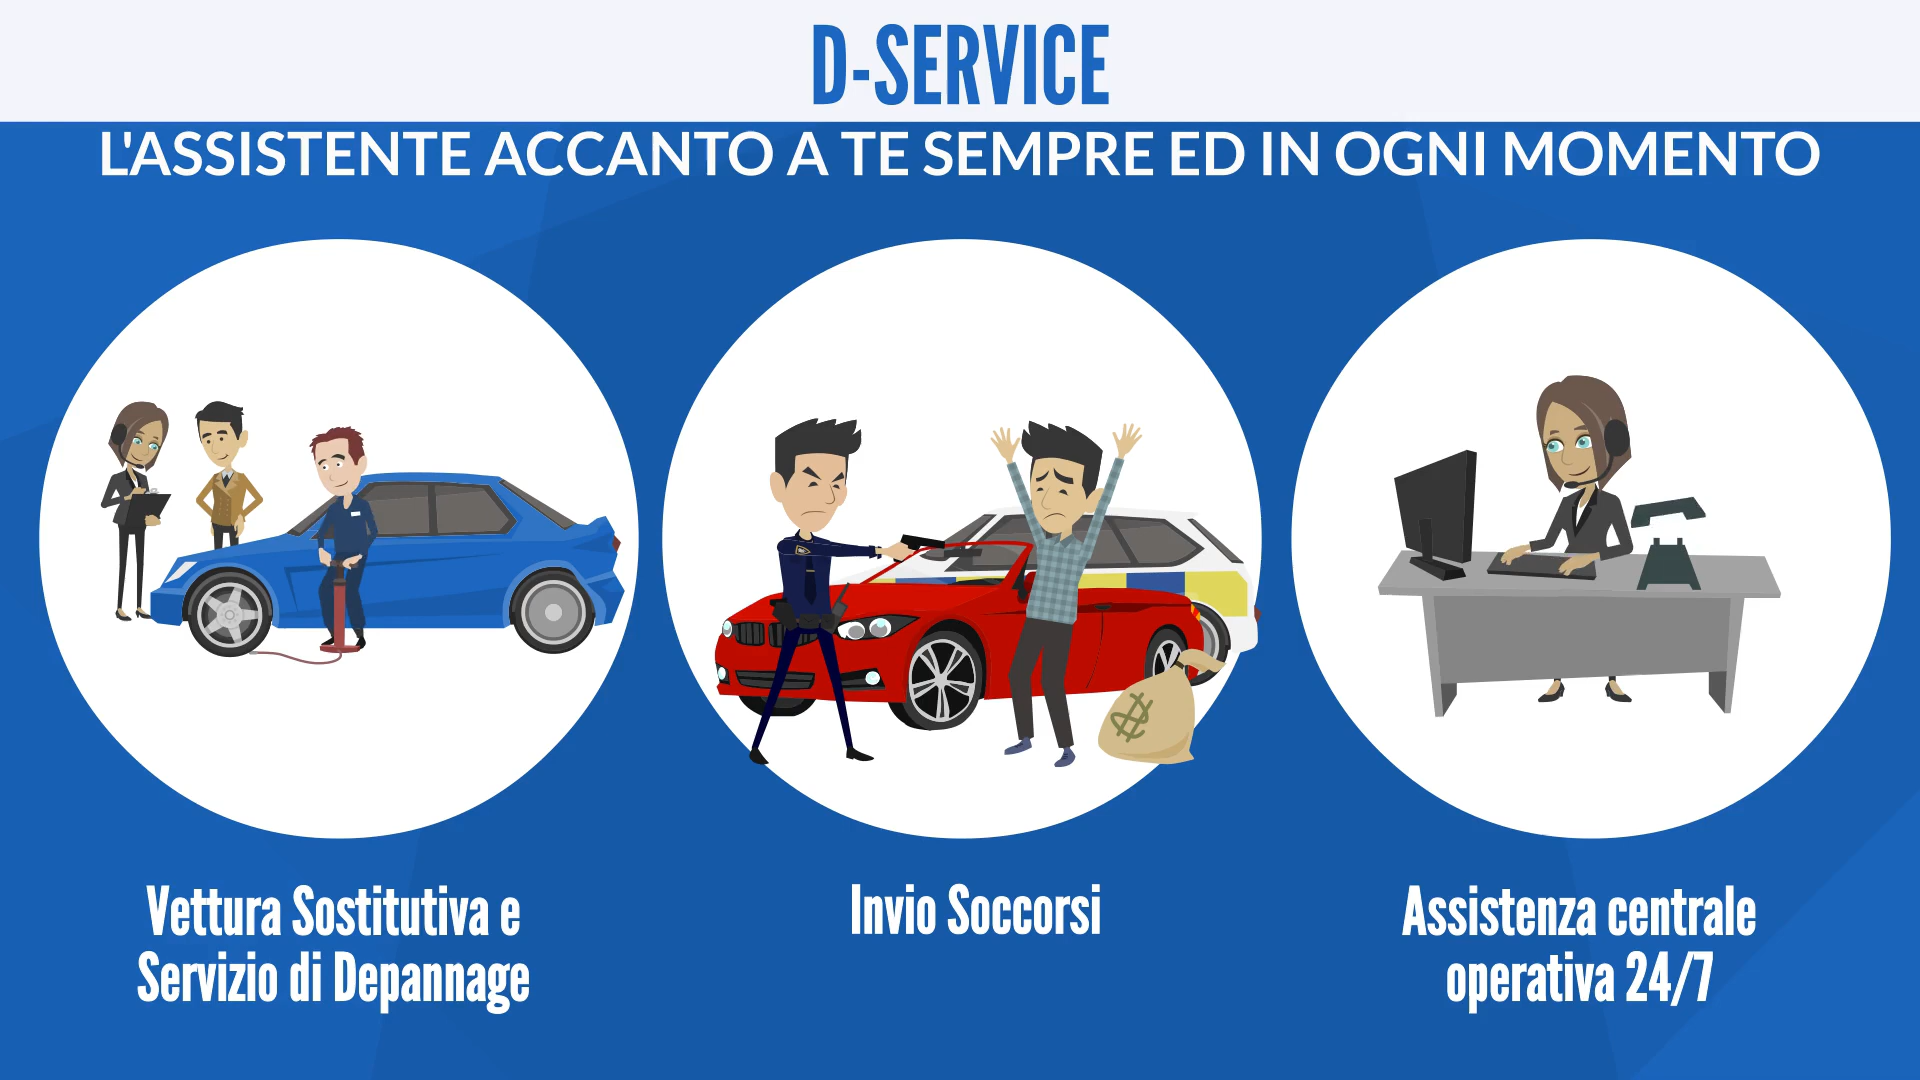 D-SERVICE
L'ASSISTENTE ACCANTO A TE SEMPRE ED IN OGNI MOMENTO
Vettura Sostitutiva e
Servizio di Depannage
Invio Soccorsi
Assistenza centrale
operativa 24/7